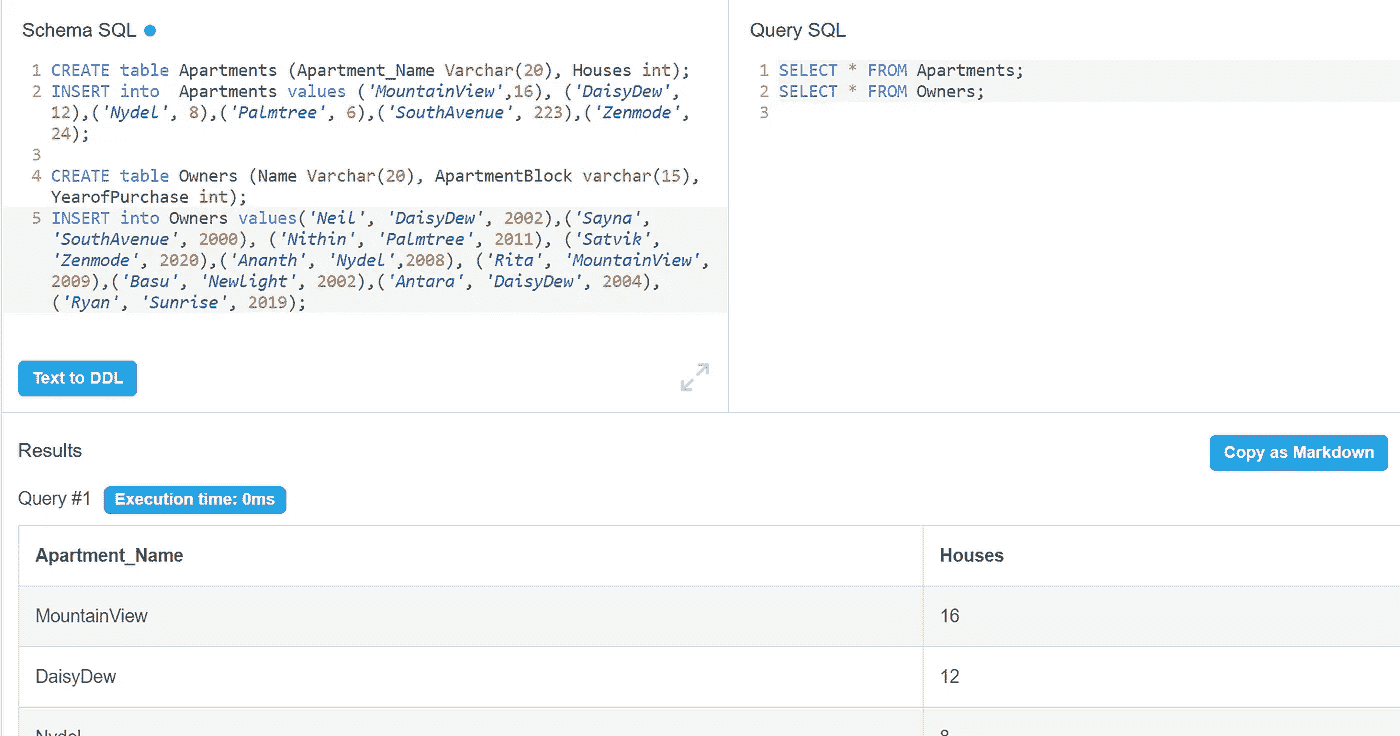 Schema SQL
1 CREATE table Apartments (Apartment_Name Varchar(20), Houses int);
2 INSERT into  Apartments values ('MountainView',16), ('DaisyDew',
12),('Nydel', 8),('Palmtree', 6),('SouthAvenue', 223),('Zenmode',
24);
3
4 CREATE table Owners (Name Varchar(20), ApartmentBlock varchar(15),
YearofPurchase int);
5 INSERT into Owners values('Neil', 'DaisyDew', 2002),('Sayna',
'SouthAvenue', 2000), ('Nithin', 'Palmtree', 2011), ('Satvik',
'Zenmode', 2020),('Ananth', 'Nydel',2008), ('Rita', 'MountainView',
2009),('Basu', 'Newlight', 2002),('Antara', 'DaisyDew', 2004),
('Ryan', 'Sunrise', 2019);
Text to DDL
Query SQL
1 SELECT * FROM Apartments;
2 SELECT * FROM Owners;
3
Results
Copy as Markdown
Query #1 Execution time: 0ms
Apartment_Name Houses
MountainView 16
DaisyDew 12
Nydel 8